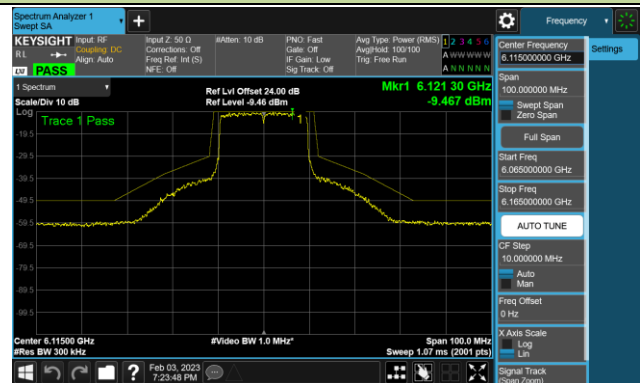 Spectrum Analyzer 1
Swept SA
Frequency
KEYSIGHT
Input: RF
Input Z: 50 Ω
#Atten: 10 dB
PNO: Fast
Avg Type: Power (RMS)
1 2 3 4 5 6
RL
Coupling: DC
Corrections: Off
Gate: Off
Avg|Hold: 100/100
A W W W W W
Align: Auto
Freq Ref: Int (S)
IF Gain: Low
Trig: Free Run
LXI
PASS
NFE: Off
Sig Track: Off
A N N N N N
1 Spectrum
Ref Lvl Offset 24.00 dB
Mkr1 6.121 30 GHz
Scale/Div 10 dB
Ref Level -9.46 dBm
-9.467 dBm
Log
Trace 1 Pass
1
-19.5
-29.5
-39.5
-49.5
-59.5
-69.5
-79.5
-89.5
-99.5
Center 6.11500 GHz
#Video BW 1.0 MHz*
Span 100.0 MHz
#Res BW 300 kHz
Sweep 1.07 ms (2001 pts)
Feb 03, 2023
7:23:48 PM
Center Frequency
6.115000000 GHz
Settings
Span
100.000000 MHz
Swept Span
Zero Span
Full Span
Start Freq
6.065000000 GHz
Stop Freq
6.165000000 GHz
AUTO TUNE
CF Step
10.000000 MHz
Auto
Man
Freq Offset
0 Hz
X Axis Scale
Log
Lin
Signal Track
(Span Zoom)